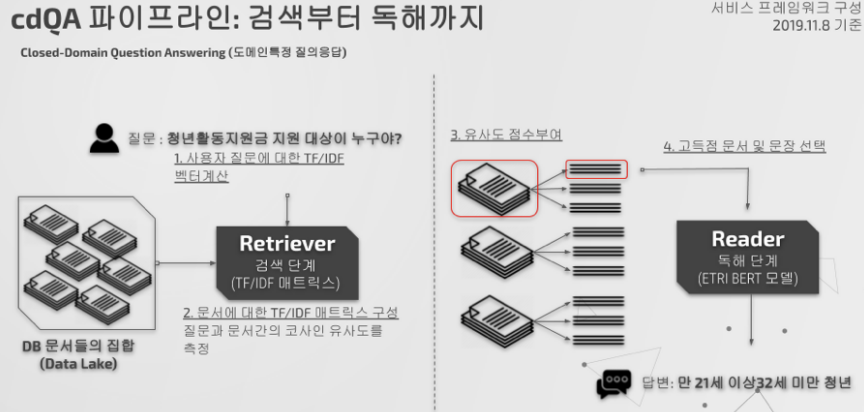 cdQA 파이프라인: 검색부터 독해까지
서비스 프레임워크 구성
2019.11.8 기준
Closed-Domain Question Answering (도메인특정 질의응답)
질문 : 청년활동지원금 지원 대상이 누구야?
1. 사용자 질문에 대한 TF/IDF
벡터계산
Retriever
검색 단계
(TF/IDF 매트릭스)
2. 문서에 대한 TF/IDF 매트릭스 구성
질문과 문서간의 코사인 유사도를
측정
DB 문서들의 집합
(Data Lake)
3. 유사도 점수부여
4. 고득점 문서 및 문장 선택
Reader
독해 단계
(ETRI BERT 모델)
답변: 만 21세 이상32세 미만 청년